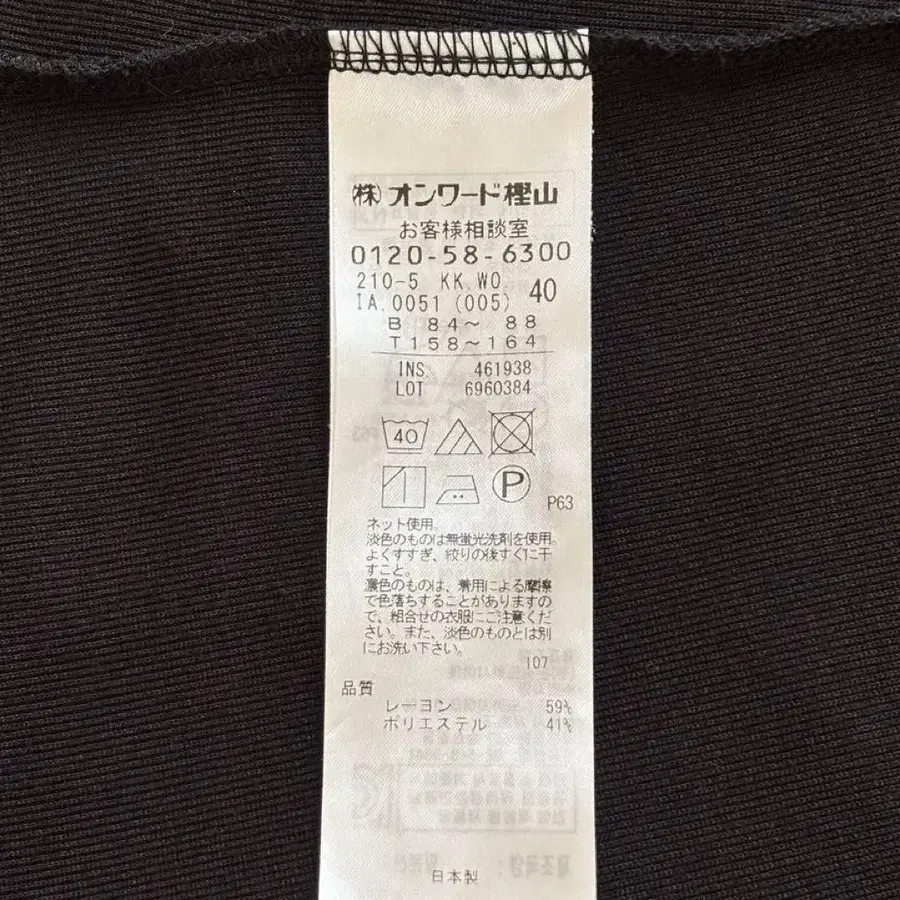 ㈱オンワード樫山
お客様相談室
0120-58-6300
210-5 KK.WO.
IA.0051 (005) 40
B 84〜 88
T158〜164
INS. 461938
LOT 6960384
40
P
P63
ネット使用。
淡色のものは無蛍光洗剤を使用。
よくすすぎ、絞りの後すぐに干
すこと。
濃色のものは、着用による摩擦
で色落ちすることがありますの
で、組合せの衣服にご注意くだ
さい。また、淡色のものとは別
にお洗い下さい。
107
品質
レーヨン 59%
ポリエステル 41%
日本製